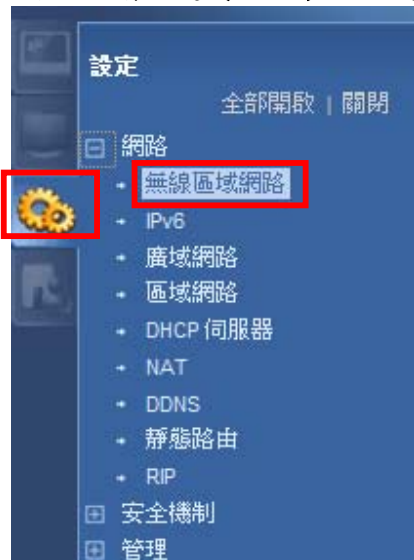 設定
全部開啟 | 關閉
網路
無線區域網路
IPv6
廣域網路
區域網路
DHCP 伺服器
NAT
DDNS
靜態路由
RIP
安全機制
管理